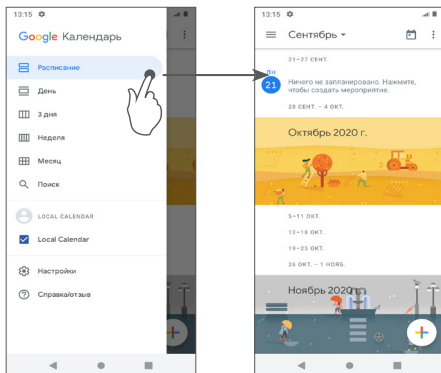 13:15
Google Календарь
Расписание
День
3 дня
Неделя
Месяц
Поиск
LOCAL CALENDAR
Local Calendar
Настройки
Справка/отзыв
13:15
Сентябрь
21–27 СЕНТ.
ПН
21
Ничего не запланировано. Нажмите,
чтобы создать мероприятие.
28 СЕНТ. – 4 ОКТ.
Октябрь 2020 г.
5–11 ОКТ.
12–18 ОКТ.
19–25 ОКТ.
26 ОКТ. – 1 НОЯБ.
Ноябрь 2020 г.